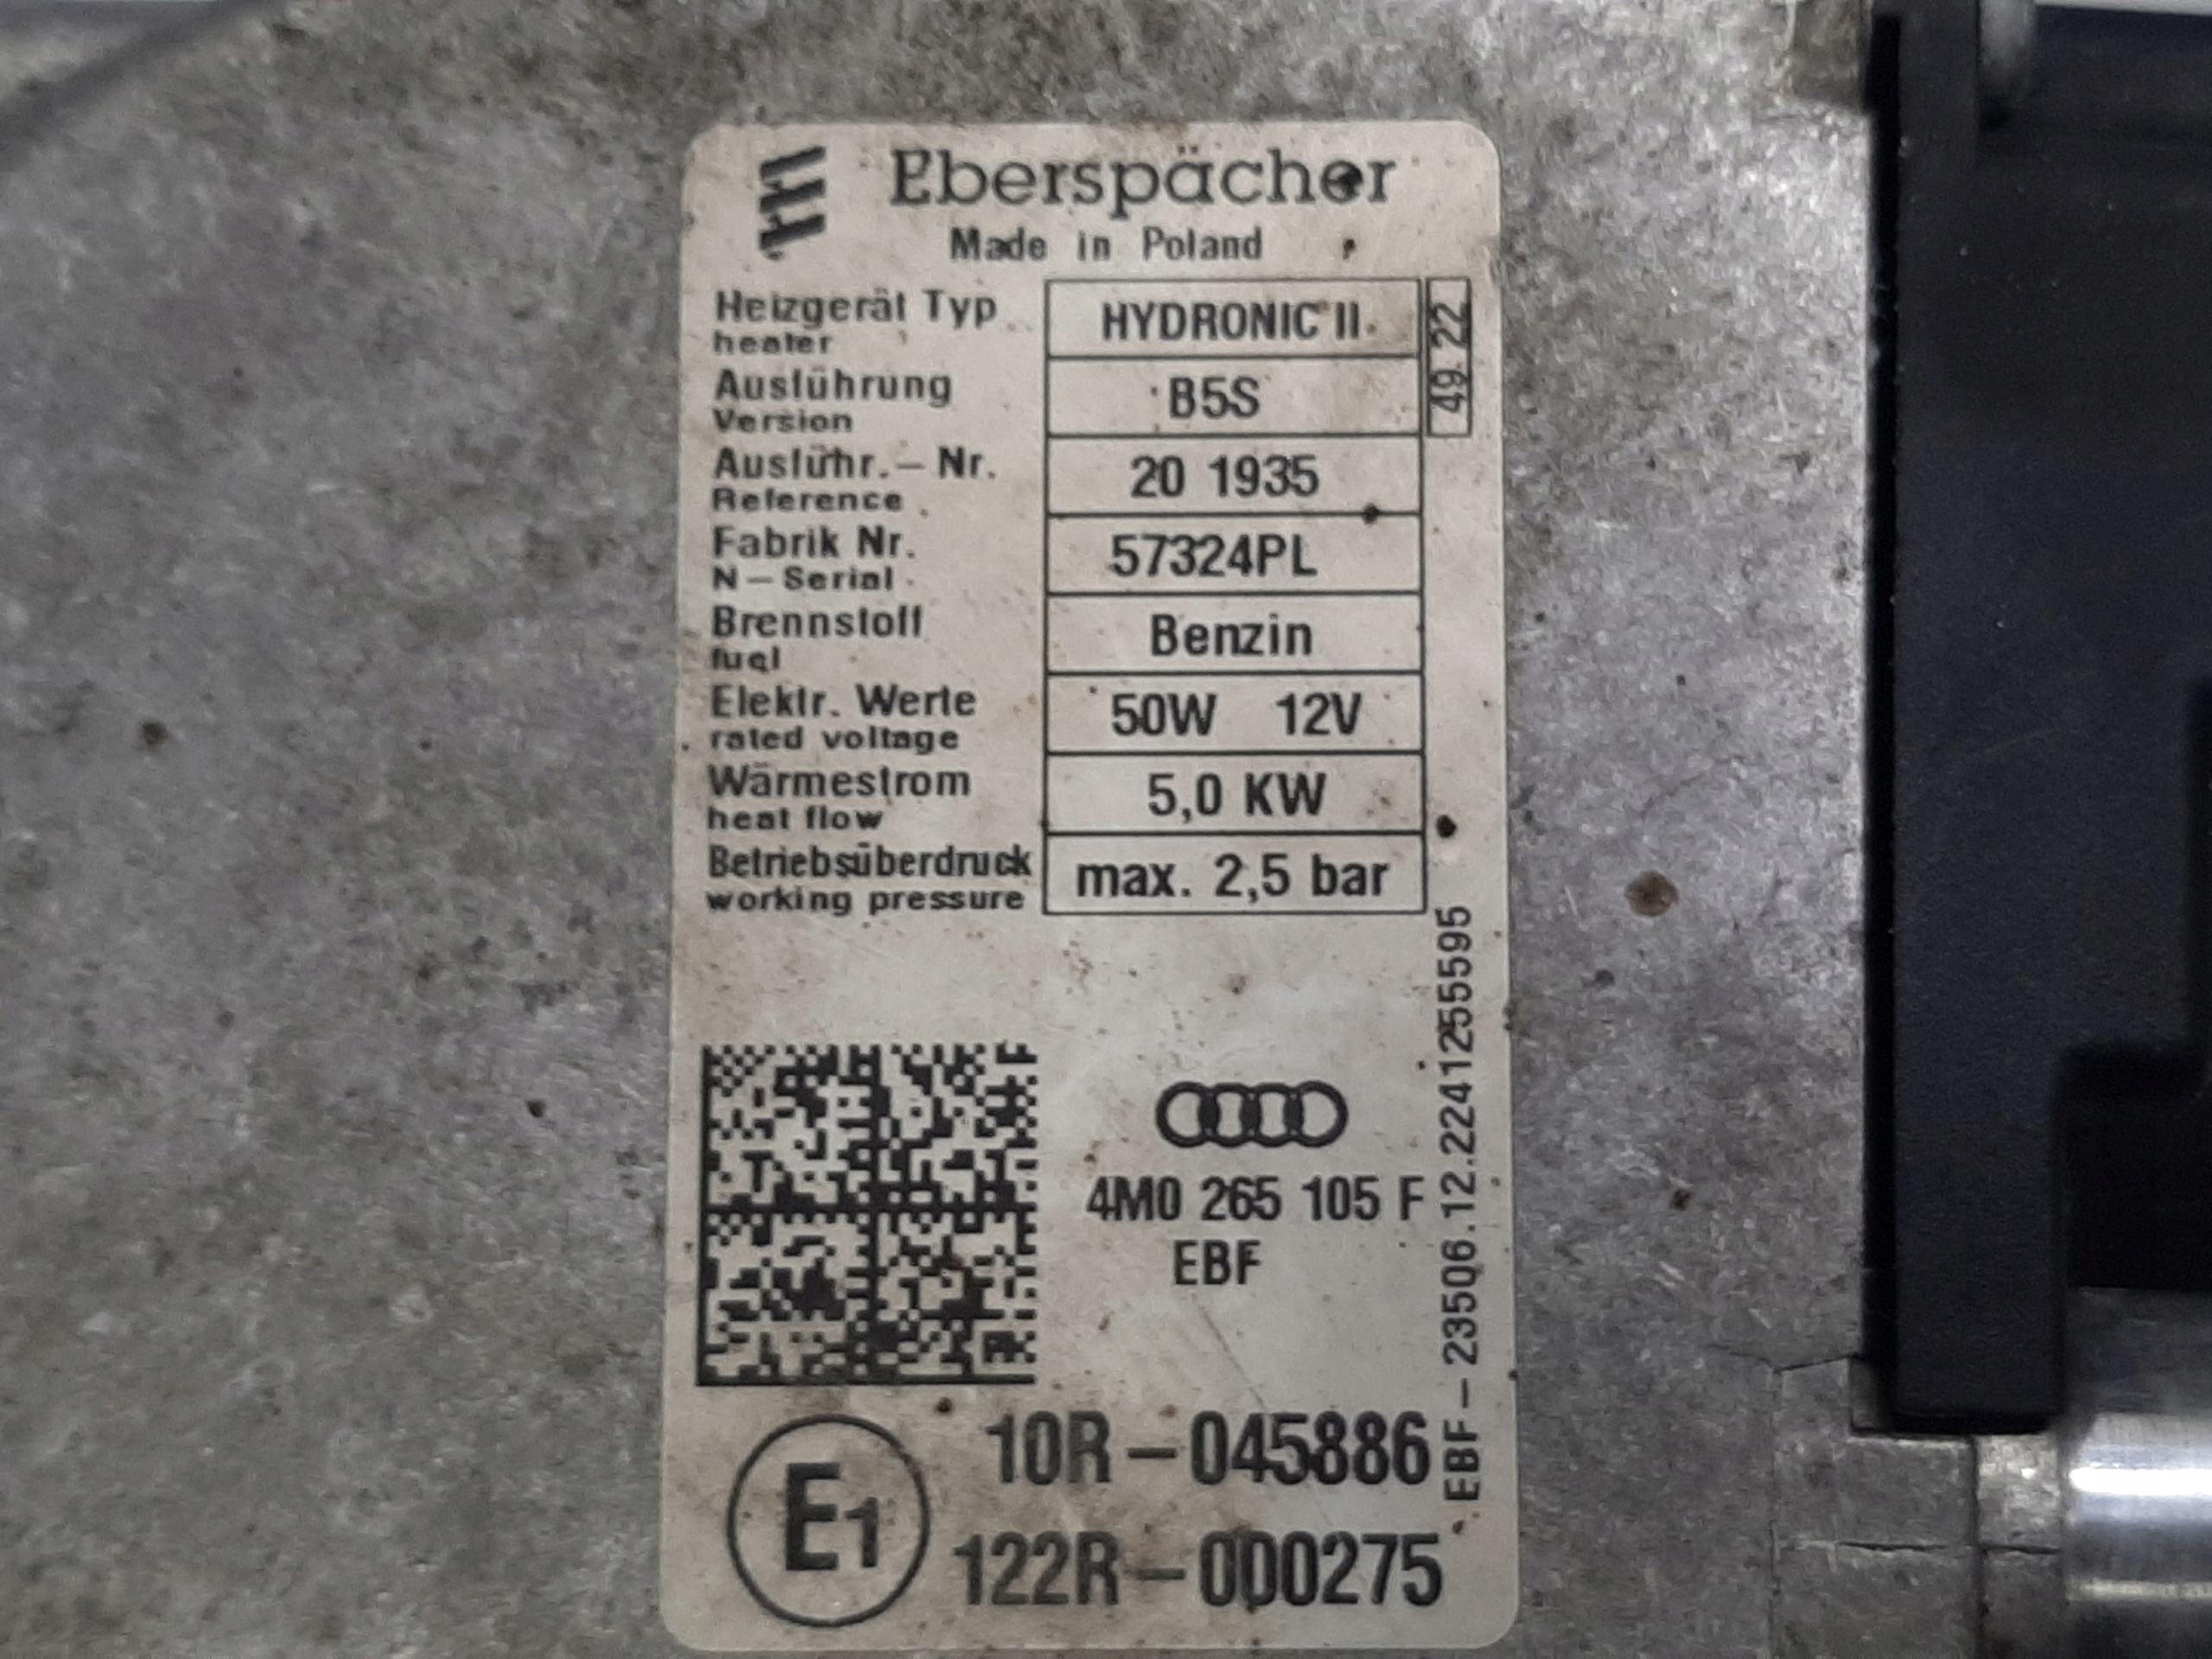 Eberspächer
Made in Poland
Heizgerät Typ HYDRONIC II
heater
49 22
Ausführung B5S
Version
Ausführ.- Nr. 20 1935
Reference
Fabrik Nr. 57324PL
N-Serial
Brennstoff Benzin
fuel
Elektr. Werte 50W 12V
rated voltage
Wärmestrom 5,0 KW
heat flow
Betriebsüberdruck max. 2,5 bar
working pressure
4M0 265 105 F
EBF
EBF-23506.12.224125​55595
E1
10R-045886
122R-000275